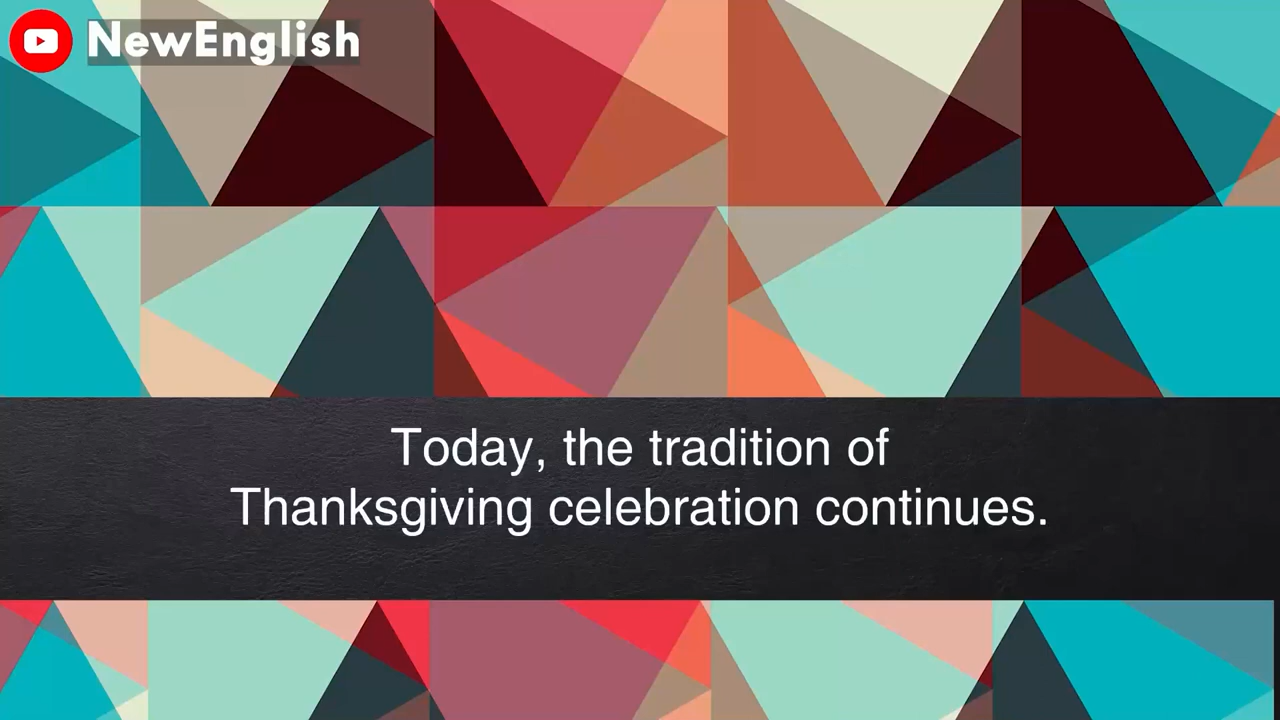 NewEnglish
Today, the tradition of
Thanksgiving celebration continues.